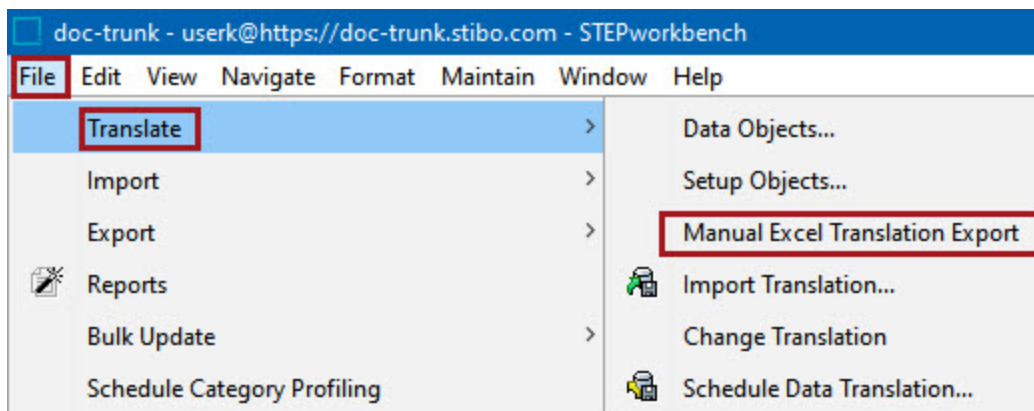 doc-trunk - userk@https://doc-trunk.stibo.com - STEPworkbench
File Edit View Navigate Format Maintain Window Help
Translate > Data Objects...
Import > Setup Objects...
Export > Manual Excel Translation Export
Reports Import Translation...
Bulk Update > Change Translation
Schedule Category Profiling Schedule Data Translation...